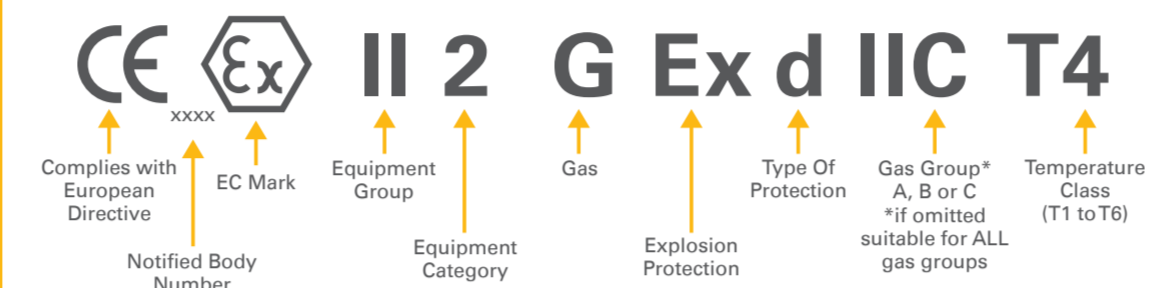 CE Ex II 2 G Ex d IIC T4
xxxx
Complies with
European
Directive
Notified Body
Number
EC Mark
Equipment
Group
Equipment
Category
Gas
Explosion
Protection
Type Of
Protection
Gas Group*
A, B or C
*if omitted
suitable for ALL
gas groups
Temperature
Class
(T1 to T6)